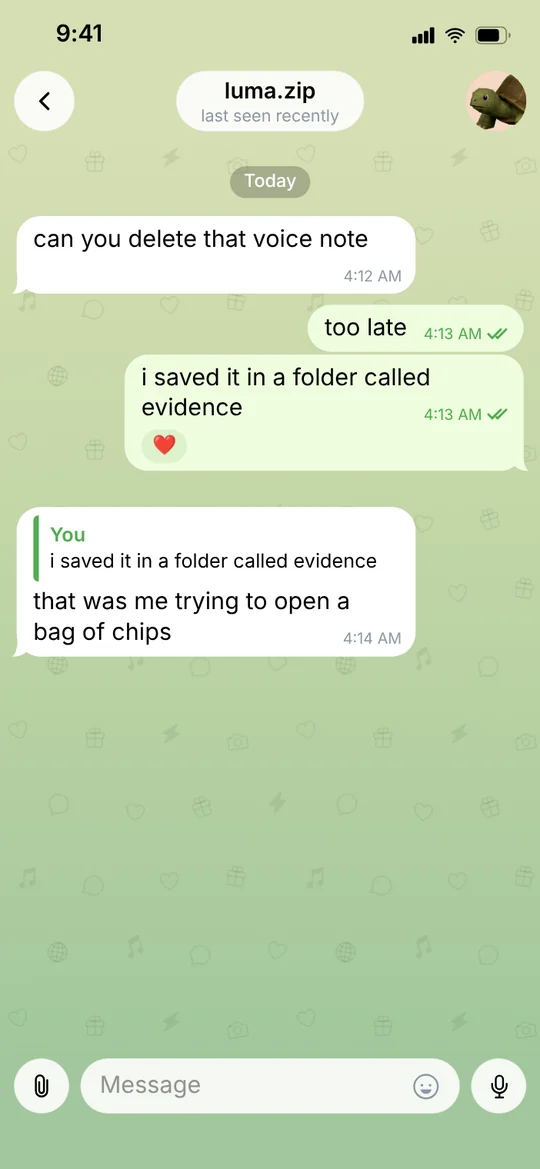 9:41
luma.zip
last seen recently
Today
can you delete that voice note
4:12 AM
too late 4:13 AM
i saved it in a folder called
evidence 4:13 AM
You
i saved it in a folder called evidence
that was me trying to open a
bag of chips 4:14 AM
Message